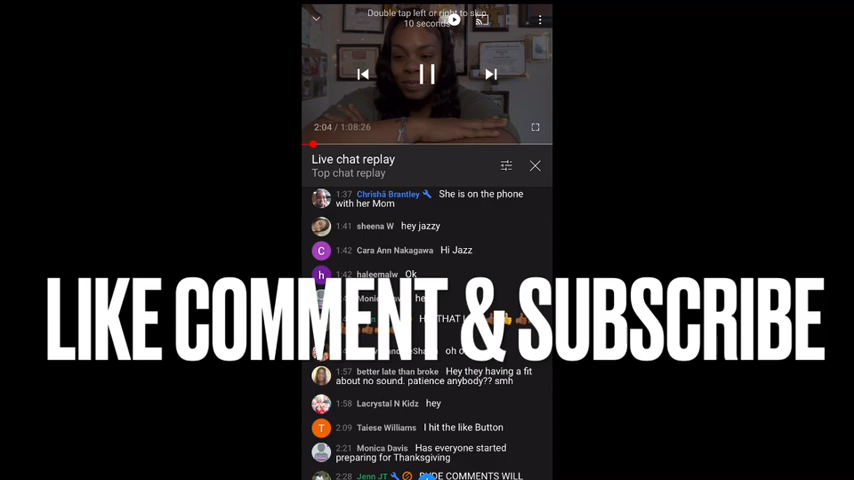 Double tap left or right to skip
10 seconds
2:04 / 1:08:26
Live chat replay
Top chat replay
1:37 Chrishā Brantley She is on the phone
with her Mom
1:41 sheena W hey jazzy
1:42 Cara Ann Nakagawa Hi Jazz
h 1:42 haleemalw Ok
Monica
LIKE COMMENT & SUBSCRIBE
oh
1:57 better late than broke Hey they having a fit
about no sound. patience anybody?? smh
1:58 Lacrystal N Kidz hey
T 2:09 Taiese Williams I hit the like Button
2:21 Monica Davis Has everyone started
preparing for Thanksgiving
2:28 Jenn JT RUDE COMMENTS WILL